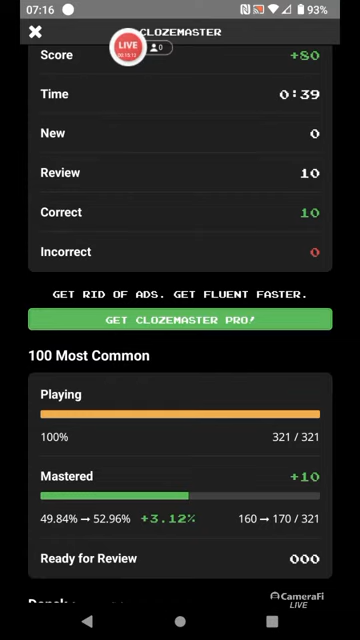 07:16 93%
CLOZEMASTER
LIVE
0
Score +80
Time 0:39
New 0
Review 10
Correct 10
Incorrect 0
GET RID OF ADS. GET FLUENT FASTER.
GET CLOZEMASTER PRO!
100 Most Common
Playing
100% 321 / 321
Mastered +10
49.84% → 52.96% +3.12% 160 → 170 / 321
Ready for Review 000
CameraFi
LIVE